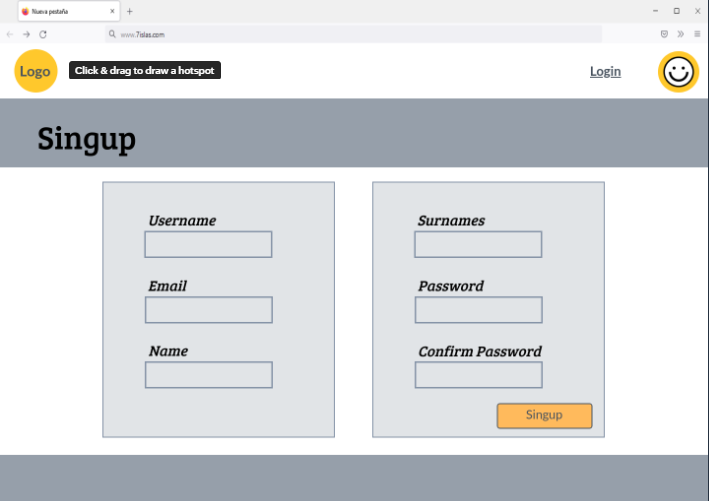 Nueva pestaña
www.7islas.com
Logo
Click & drag to draw a hotspot
Login
Singup
Username
Email
Name
Surnames
Password
Confirm Password
Singup